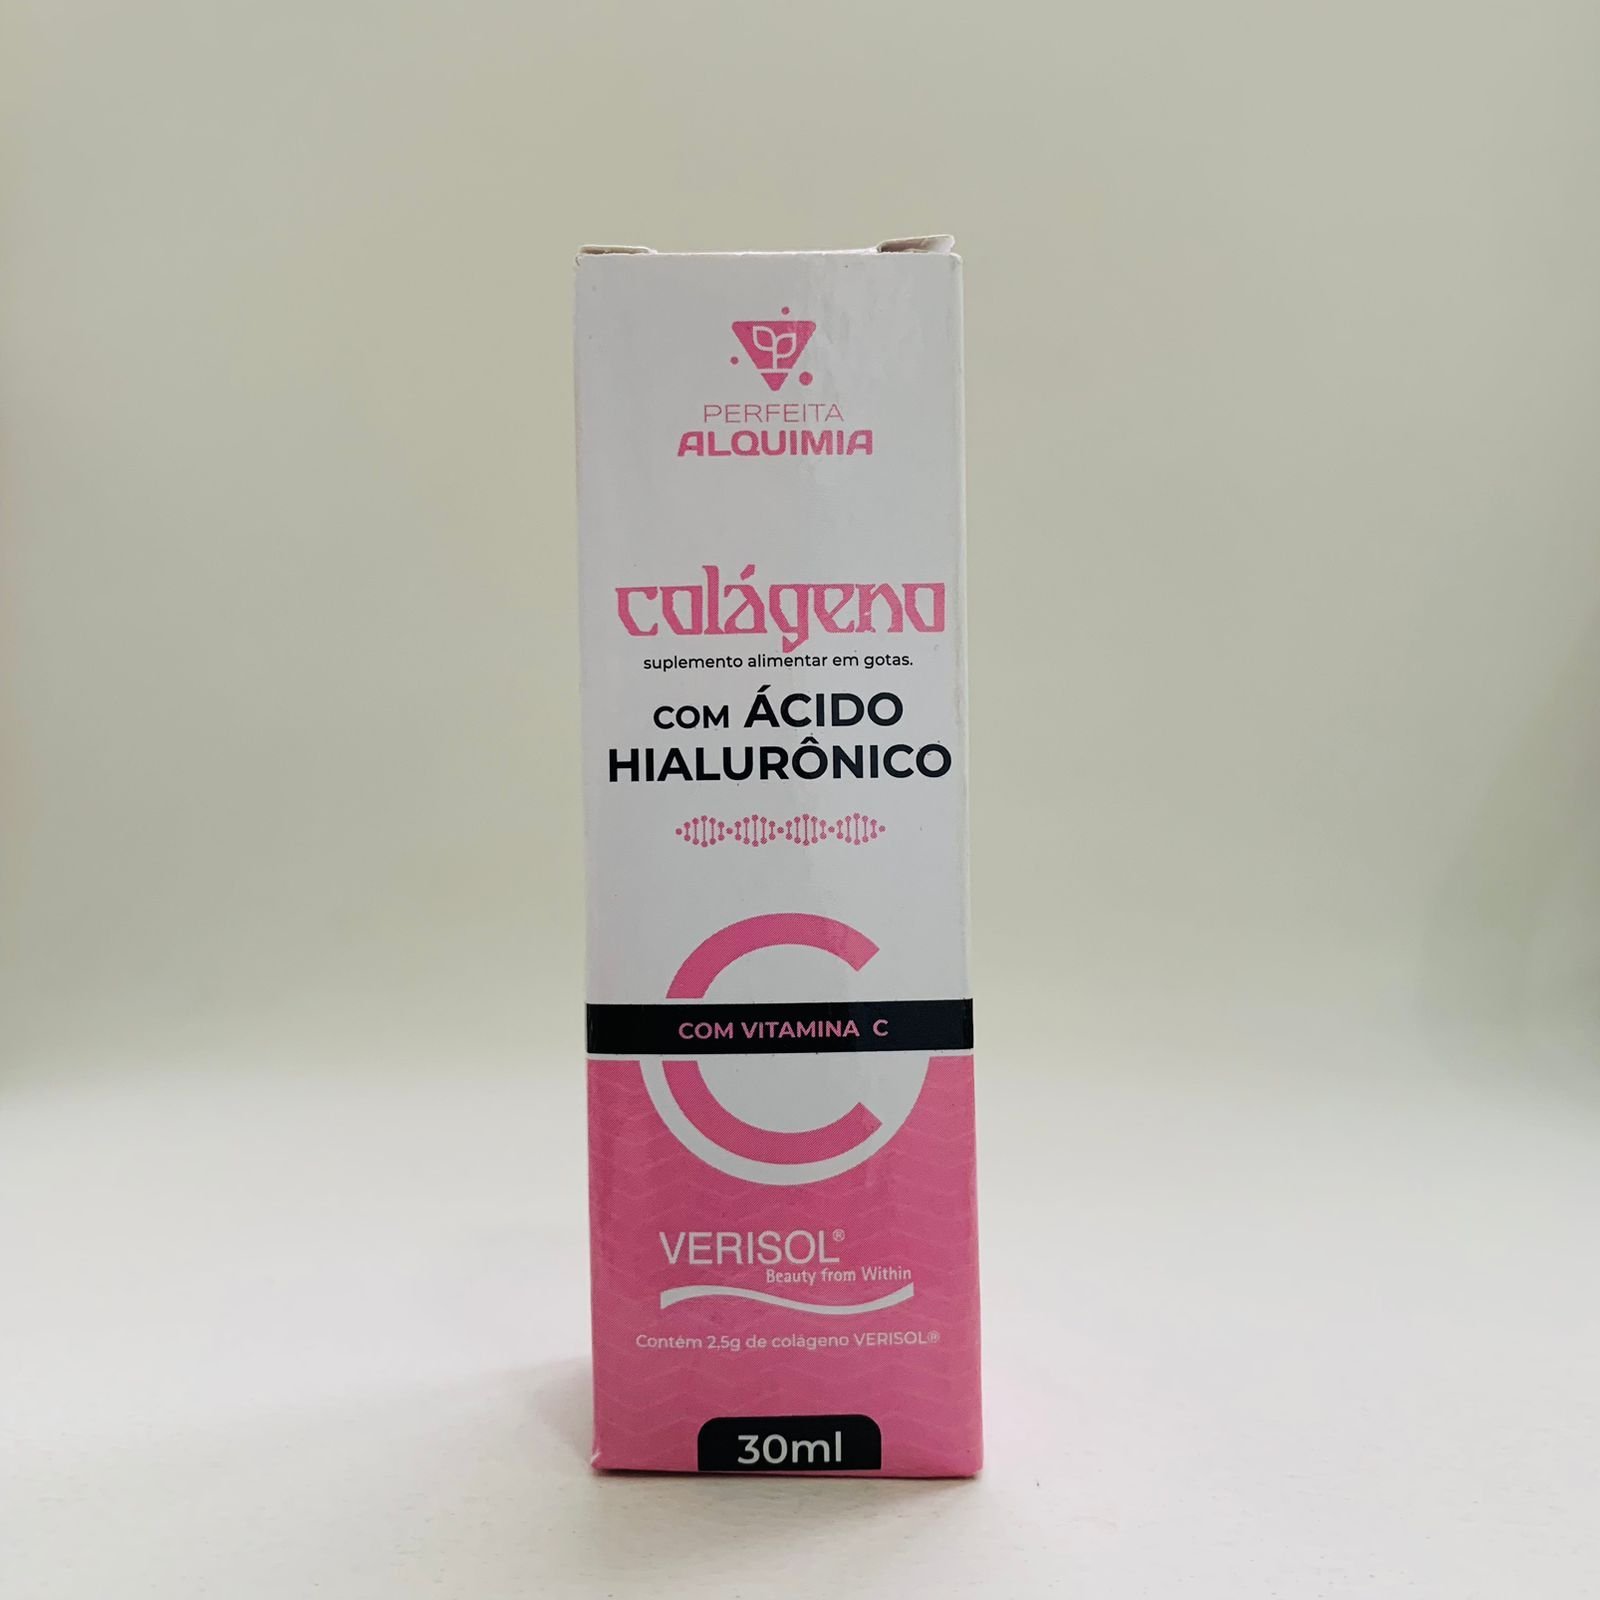 PERFEITA
ALQUIMIA
colágeno
suplemento alimentar em gotas.
COM ÁCIDO
HIALURÔNICO
COM VITAMINA C
VERISOL®
Beauty from Within
Contém 2,5g de colágeno VERISOL®
30ml